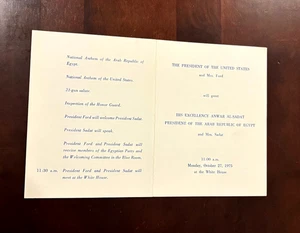 National Anthem of the Arab Republic of
Egypt.
National Anthem of the United States.
21-gun salute.
Inspection of the Honor Guard.
President Ford will welcome President Sadat.
President Sadat will speak.
President Ford and President Sadat will
receive members of the Egyptian Party and
the Welcoming Committee in the Blue Room.
11:30 a.m. President Ford and President Sadat will
meet at the White House.
THE PRESIDENT OF THE UNITED STATES
and Mrs. Ford
will greet
HIS EXCELLENCY ANWAR ELSADAT
PRESIDENT OF THE ARAB REPUBLIC OF EGYPT
and Mrs. Sadat
11:00 a.m.
Monday, October 27, 1975
at the White House